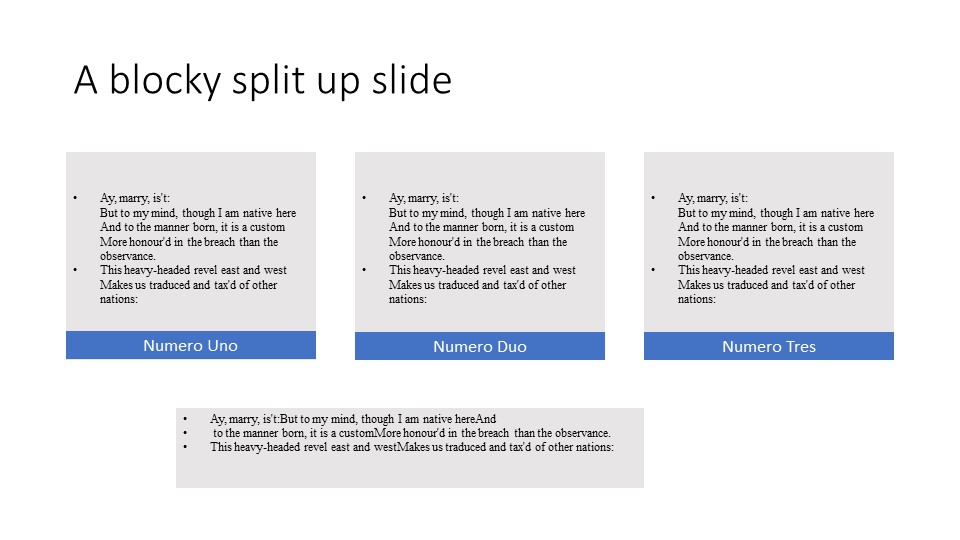 A blocky split up slide
• Ay, marry, is't:
But to my mind, though I am native here
And to the manner born, it is a custom
More honour'd in the breach than the
observance.
• This heavy-headed revel east and west
Makes us traduced and tax'd of other
nations:
Numero Uno
• Ay, marry, is't:
But to my mind, though I am native here
And to the manner born, it is a custom
More honour'd in the breach than the
observance.
• This heavy-headed revel east and west
Makes us traduced and tax'd of other
nations:
Numero Duo
• Ay, marry, is't:
But to my mind, though I am native here
And to the manner born, it is a custom
More honour'd in the breach than the
observance.
• This heavy-headed revel east and west
Makes us traduced and tax'd of other
nations:
Numero Tres
• Ay, marry, is't:But to my mind, though I am native hereAnd
• to the manner born, it is a customMore honour'd in the breach than the observance.
• This heavy-headed revel east and westMakes us traduced and tax'd of other nations: